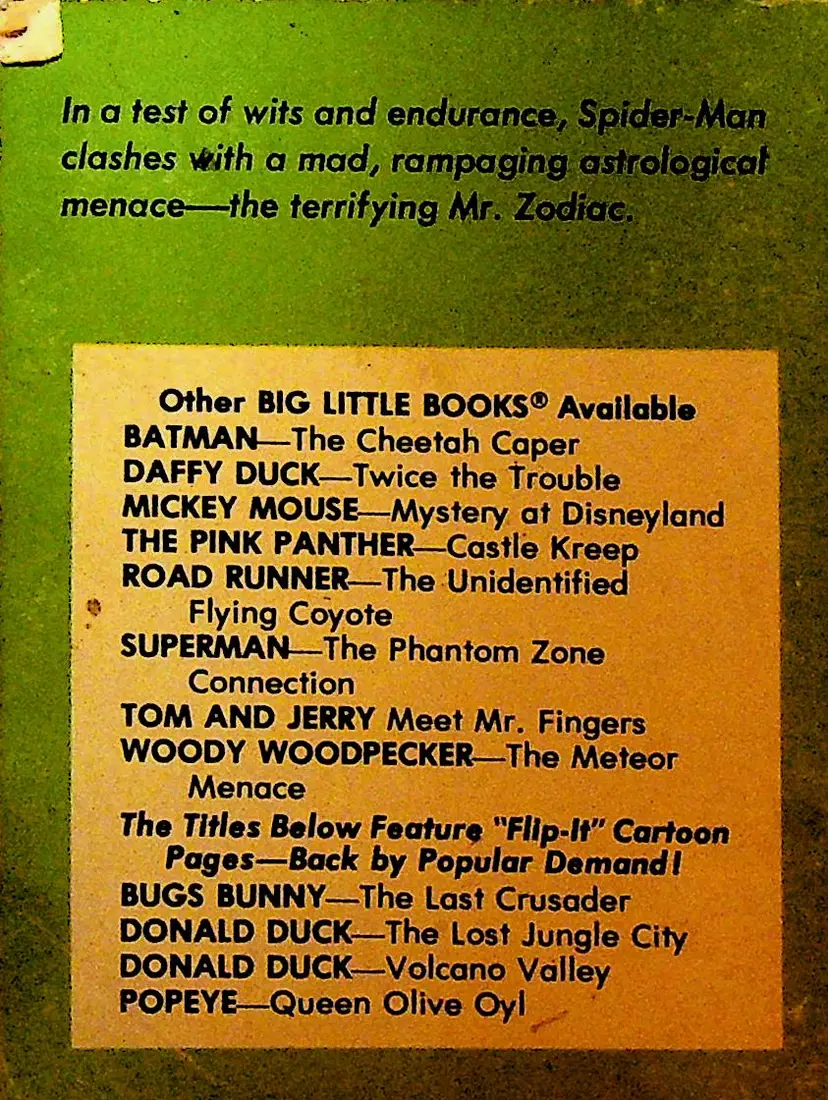 In a test of wits and endurance, Spider-Man
clashes with a mad, rampaging astrological
menace—the terrifying Mr. Zodiac.
Other BIG LITTLE BOOKS® Available
BATMAN—The Cheetah Caper
DAFFY DUCK—Twice the Trouble
MICKEY MOUSE—Mystery at Disneyland
THE PINK PANTHER—Castle Kreep
ROAD RUNNER—The Unidentified
Flying Coyote
SUPERMAN—The Phantom Zone
Connection
TOM AND JERRY Meet Mr. Fingers
WOODY WOODPECKER—The Meteor
Menace
The Titles Below Feature "Flip-It" Cartoon
Pages—Back by Popular Demand!
BUGS BUNNY—The Last Crusader
DONALD DUCK—The Lost Jungle City
DONALD DUCK—Volcano Valley
POPEYE—Queen Olive Oyl